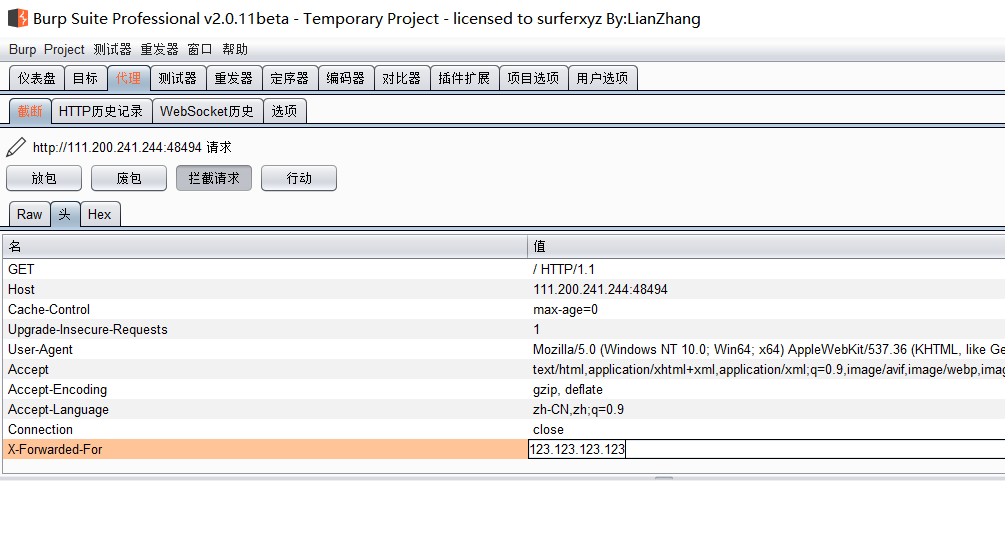 Burp Suite Professional v2.0.11beta - Temporary Project - licensed to surferxyz By:LianZhang
Burp Project 测试器 重发器 窗口 帮助
仪表盘 目标 代理 测试器 重发器 定序器 编码器 对比器 插件扩展 项目选项 用户选项
截断 HTTP历史记录 WebSocket历史 选项
http://111.200.241.244:48494 请求
放包 废包 拦截请求 行动
Raw 头 Hex
名 值
GET / HTTP/1.1
Host 111.200.241.244:48494
Cache-Control max-age=0
Upgrade-Insecure-Requests 1
User-Agent Mozilla/5.0 (Windows NT 10.0; Win64; x64) AppleWebKit/537.36 (KHTML, like Ge
Accept text/html,application/xhtml+xml,application/xml;q=0.9,image/avif,image/webp,imag
Accept-Encoding gzip, deflate
Accept-Language zh-CN,zh;q=0.9
Connection close
X-Forwarded-For 123.123.123.123